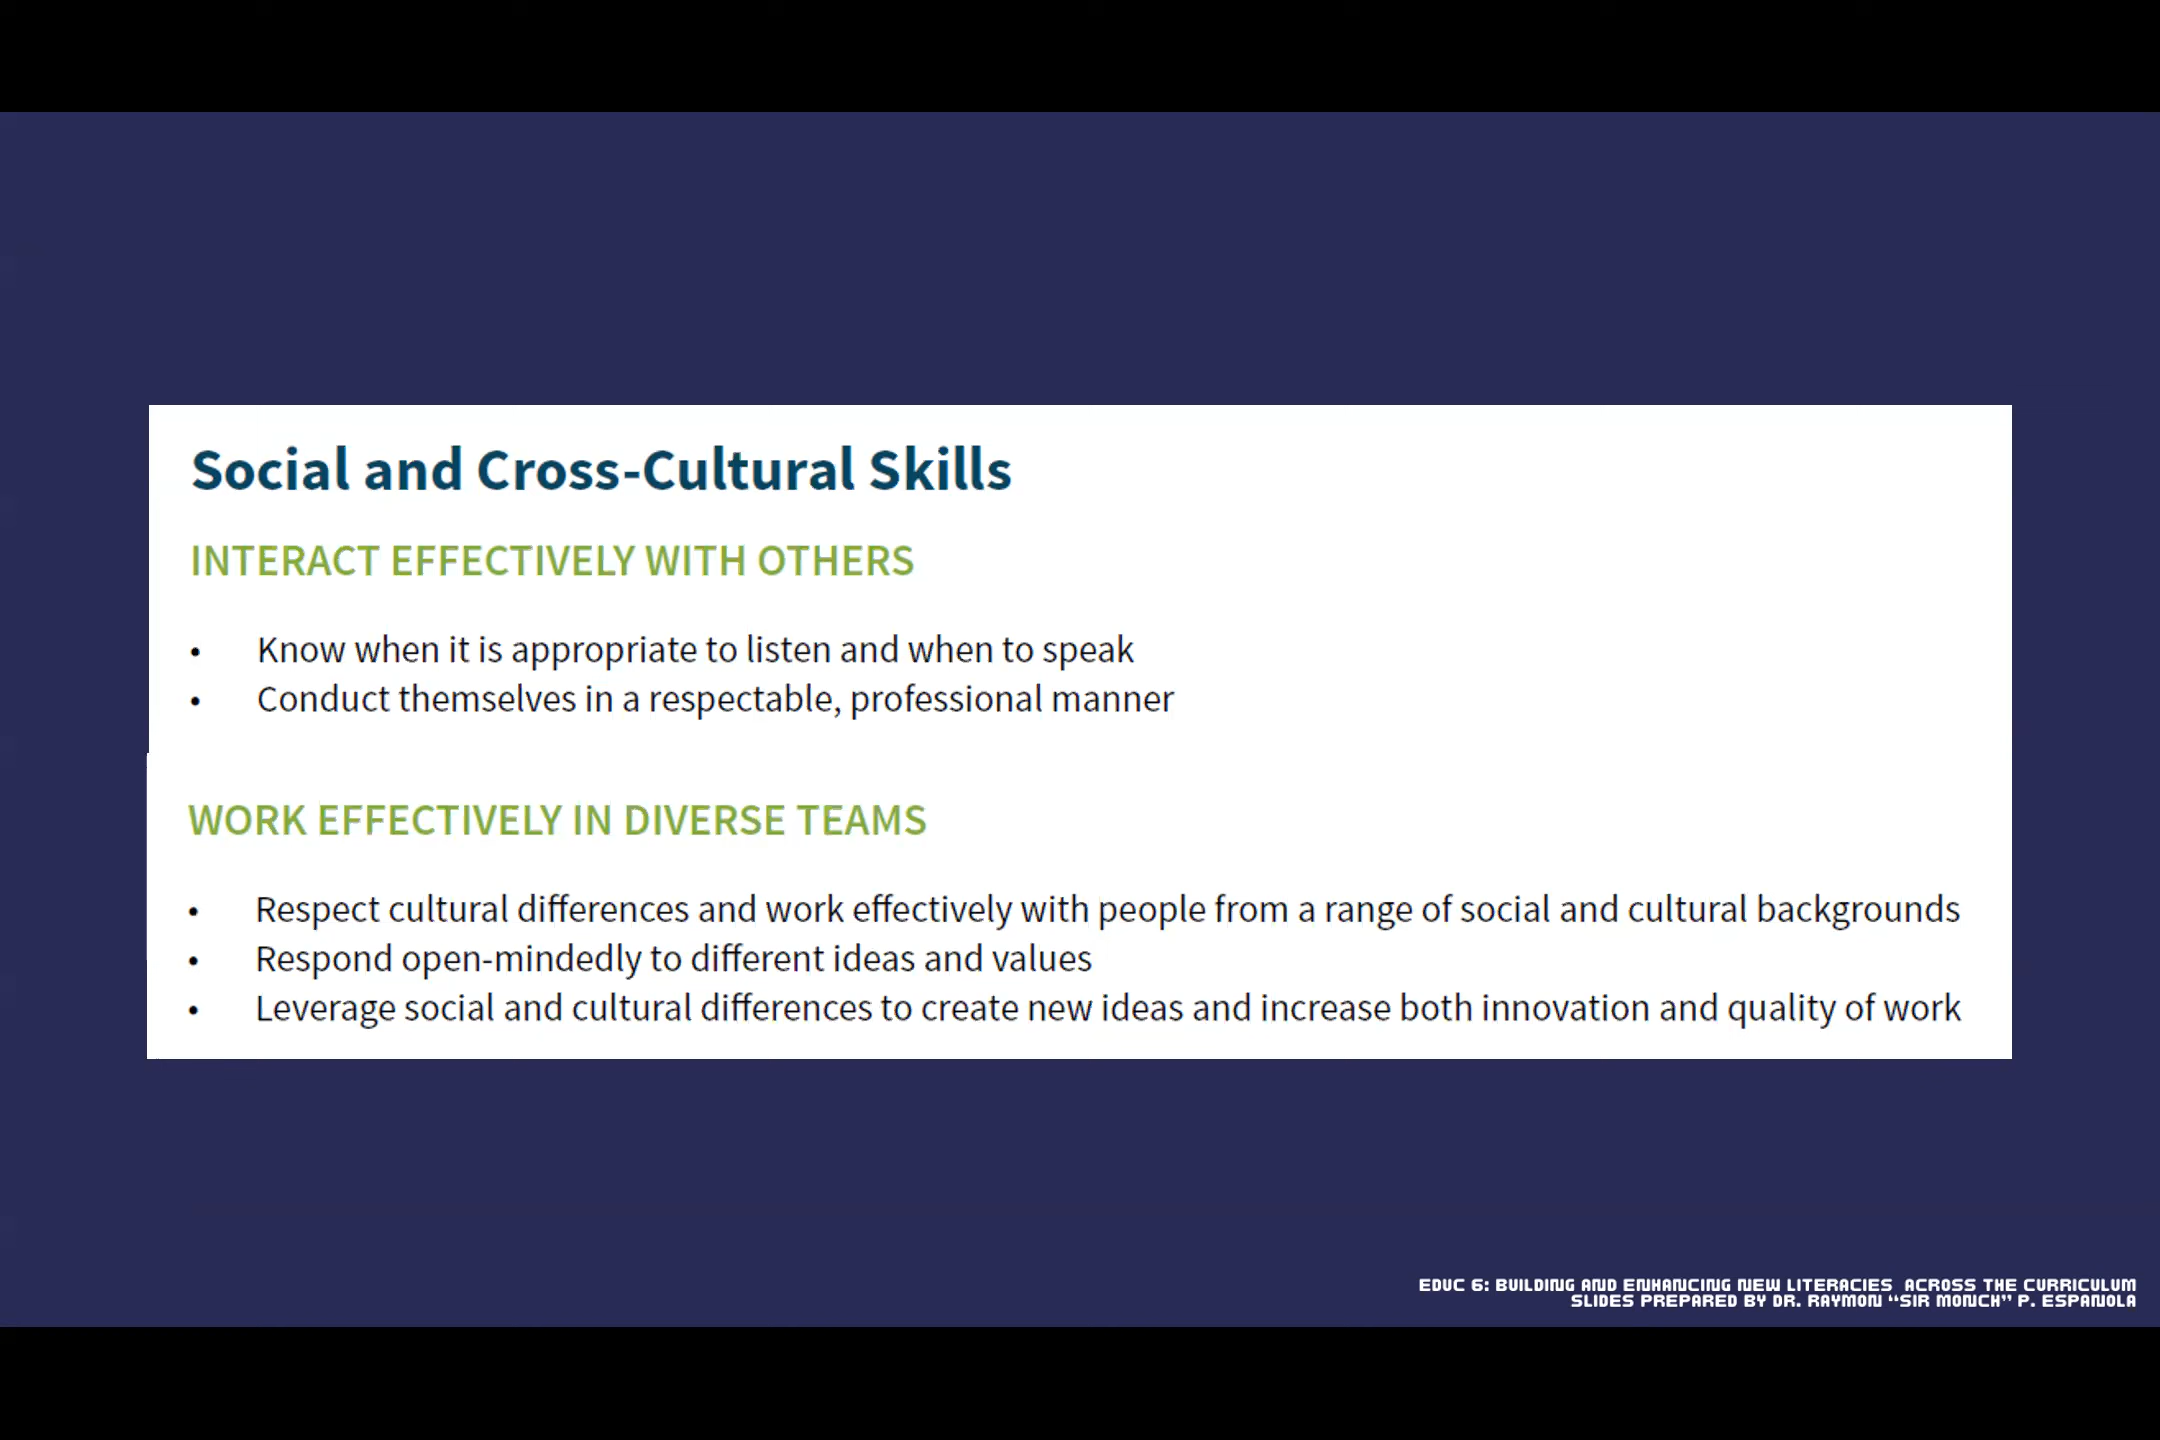 Social and Cross-Cultural Skills
INTERACT EFFECTIVELY WITH OTHERS
• Know when it is appropriate to listen and when to speak
• Conduct themselves in a respectable, professional manner
WORK EFFECTIVELY IN DIVERSE TEAMS
• Respect cultural differences and work effectively with people from a range of social and cultural backgrounds
• Respond open-mindedly to different ideas and values
• Leverage social and cultural differences to create new ideas and increase both innovation and quality of work
EDUC 6: BUILDING AND ENHANCING NEW LITERACIES ACROSS THE CURRICULUM
SLIDES PREPARED BY DR. RAYMON “SIR MONCH” P. ESPANOLA